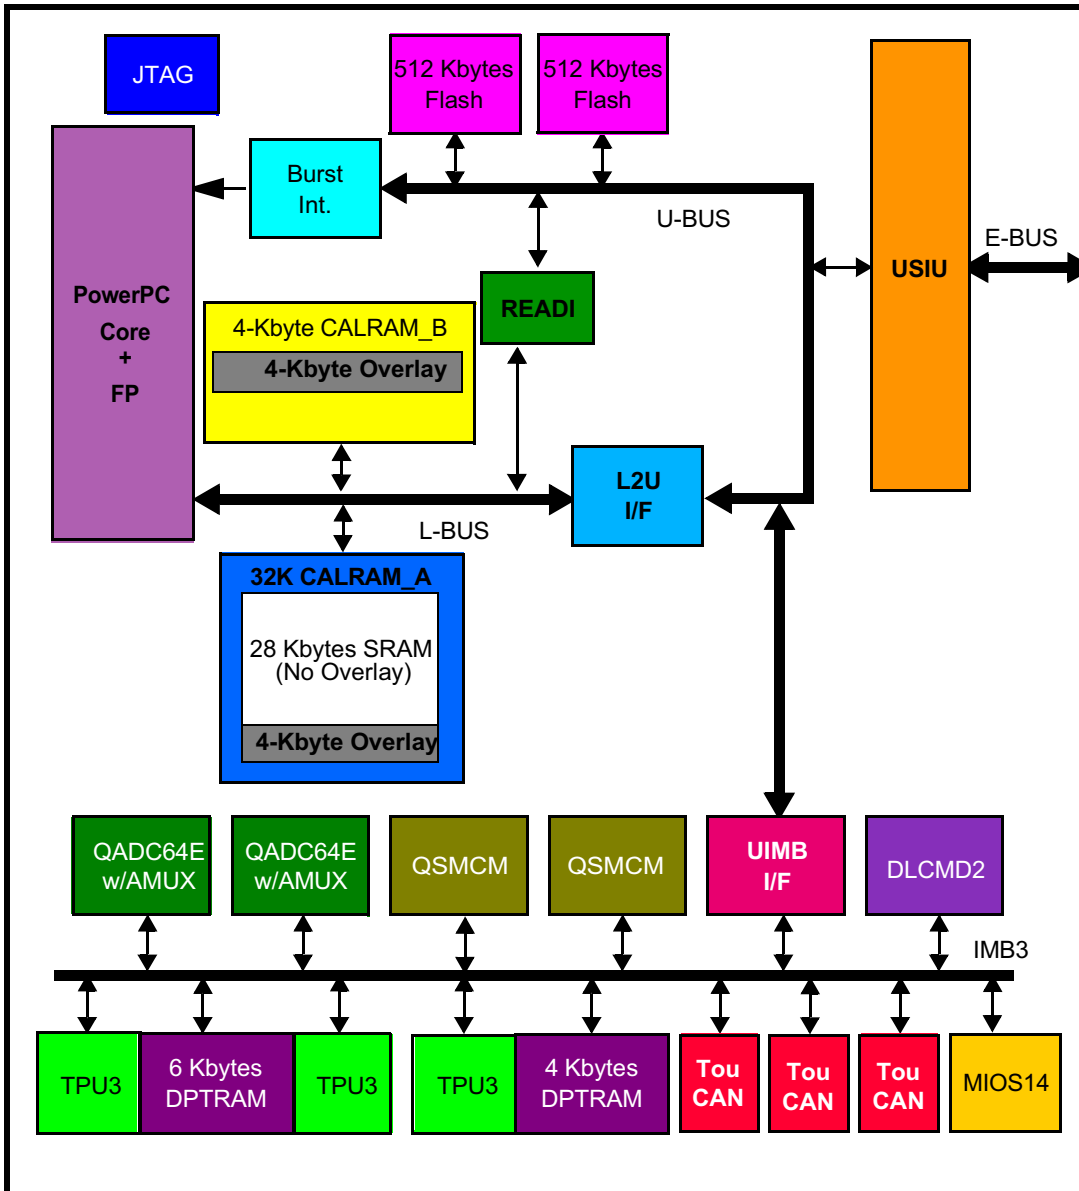 JTAG
512 Kbytes
Flash
512 Kbytes
Flash
Burst
Int.
U-BUS
E-BUS
USIU
PowerPC
Core
+
FP
READI
4-Kbyte CALRAM_B
4-Kbyte Overlay
L2U
I/F
L-BUS
32K CALRAM_A
28 Kbytes SRAM
(No Overlay)
4-Kbyte Overlay
QADC64E
w/AMUX
QADC64E
w/AMUX
QSMCM
QSMCM
UIMB
I/F
DLCMD2
IMB3
TPU3
6 Kbytes
DPTRAM
TPU3
TPU3
4 Kbytes
DPTRAM
Tou
CAN
Tou
CAN
Tou
CAN
MIOS14